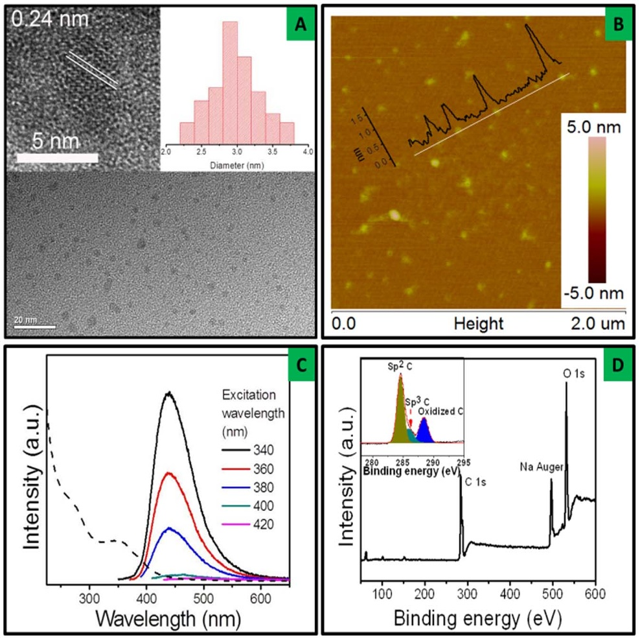 0.24 nm
A
5 nm
2.0 2.5 3.0 3.5 4.0
Diameter (nm)
20 nm
B
1.5
1.0
0.5
0.0
nm
5.0 nm
-5.0 nm
0.0 Height 2.0 um
C
Excitation
wavelength
(nm)
340
360
380
400
420
Intensity (a.u.)
300 400 500 600
Wavelength (nm)
D
Sp2 C
Sp3 C
Oxidized C
280 285 290 295
Binding energy (eV)
O 1s
Na Auger
C 1s
Intensity (a.u.)
100 200 300 400 500 600
Binding energy (eV)